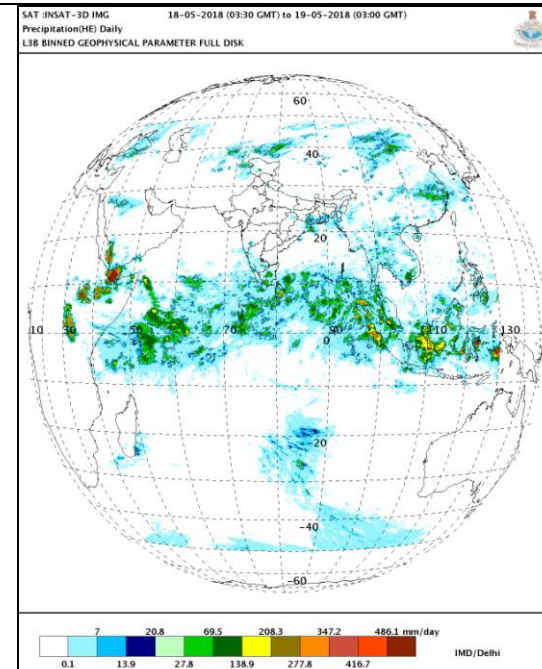 SAT :INSAT-3D IMG 18-05-2018 (03:30 GMT) to 19-05-2018 (03:00 GMT)
Precipitation(HE) Daily
L3B BINNED GEOPHYSICAL PARAMETER FULL DISK
60
40
20
10 30 50 70 90 110 130
0
-20
-40
-60
7 20.8 69.5 208.3 347.2 486.1 mm/day
0.1 13.9 27.8 138.9 277.8 416.7
IMD/Delhi